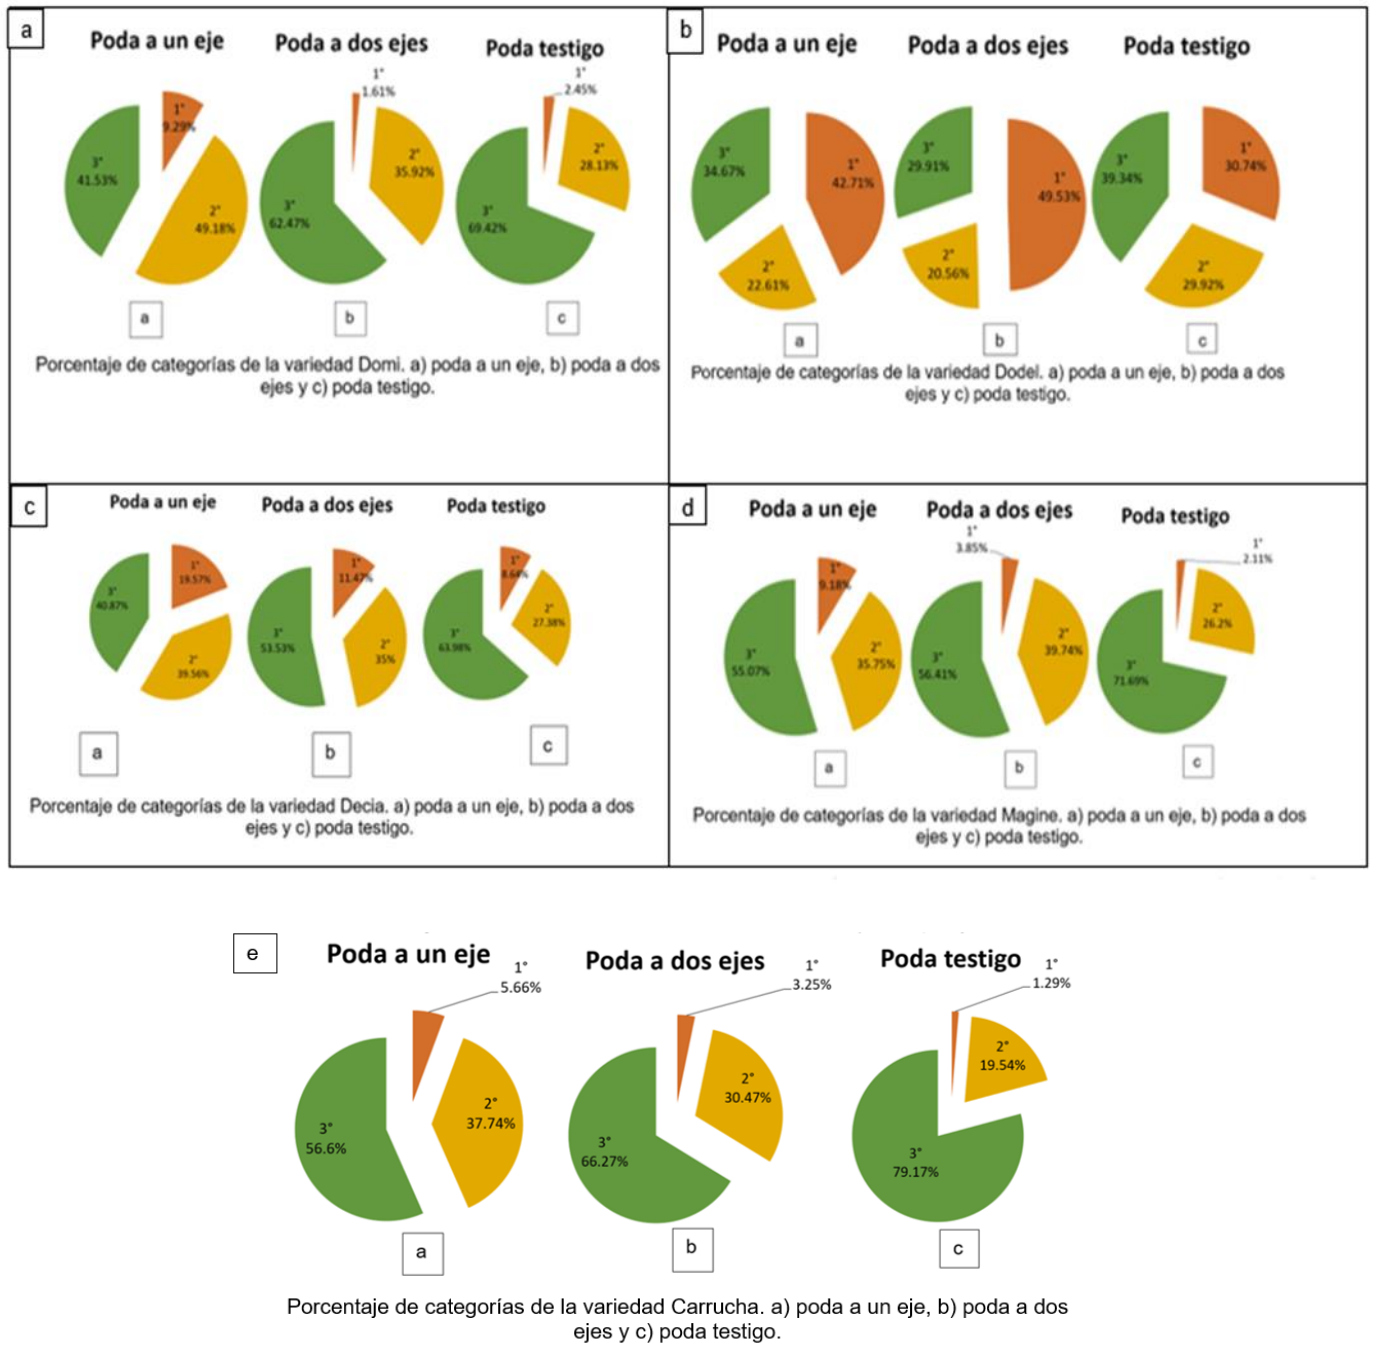 a
Poda a un eje
Poda a dos ejes
Poda testigo
1°
9.29%
2°
49.18%
3°
41.53%
1°
1.61%
2°
35.92%
3°
62.47%
1°
2.45%
2°
28.13%
3°
69.42%
a
b
c
Porcentaje de categorías de la variedad Domi. a) poda a un eje, b) poda a dos
ejes y c) poda testigo.
b
Poda a un eje
Poda a dos ejes
Poda testigo
1°
42.71%
2°
22.61%
3°
34.67%
1°
49.53%
2°
20.56%
3°
29.91%
1°
30.74%
2°
29.92%
3°
39.34%
a
b
c
Porcentaje de categorías de la variedad Dodel. a) poda a un eje, b) poda a dos
ejes y c) poda testigo.
c
Poda a un eje
Poda a dos ejes
Poda testigo
1°
19.57%
2°
39.56%
3°
40.87%
1°
11.47%
2°
35%
3°
53.53%
1°
8.64%
2°
27.38%
3°
63.98%
a
b
c
Porcentaje de categorías de la variedad Decia. a) poda a un eje, b) poda a dos
ejes y c) poda testigo.
d
Poda a un eje
Poda a dos ejes
Poda testigo
1°
9.18%
2°
35.75%
3°
55.07%
1°
3.85%
2°
39.74%
3°
56.41%
1°
2.11%
2°
26.2%
3°
71.69%
a
b
c
Porcentaje de categorías de la variedad Magine. a) poda a un eje, b) poda a dos
ejes y c) poda testigo.
e
Poda a un eje
Poda a dos ejes
Poda testigo
1°
5.66%
2°
37.74%
3°
56.6%
1°
3.25%
2°
30.47%
3°
66.27%
1°
1.29%
2°
19.54%
3°
79.17%
a
b
c
Porcentaje de categorías de la variedad Carrucha. a) poda a un eje, b) poda a dos
ejes y c) poda testigo.